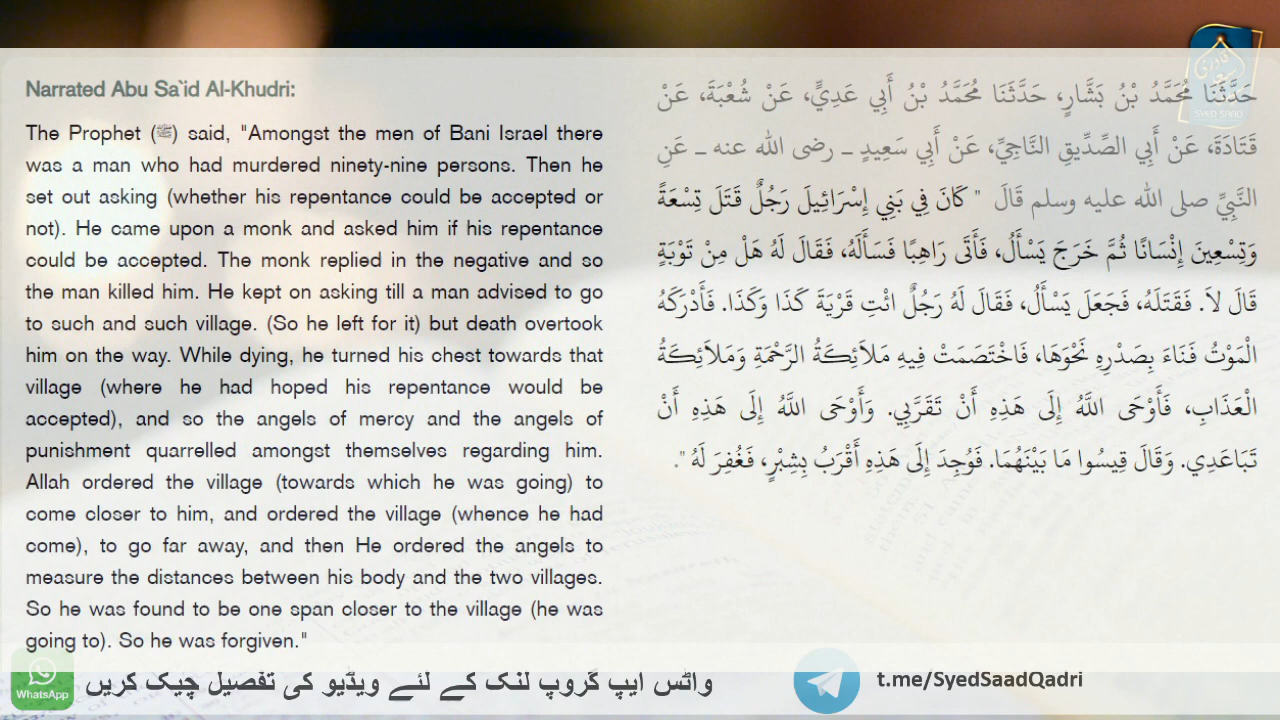 Narrated Abu Sa`id Al-Khudri:
The Prophet (ﷺ) said, "Amongst the men of Bani Israel there
was a man who had murdered ninety-nine persons. Then he
set out asking (whether his repentance could be accepted or
not). He came upon a monk and asked him if his repentance
could be accepted. The monk replied in the negative and so
the man killed him. He kept on asking till a man advised to go
to such and such village. (So he left for it) but death overtook
him on the way. While dying, he turned his chest towards that
village (where he had hoped his repentance would be
accepted), and so the angels of mercy and the angels of
punishment quarrelled amongst themselves regarding him.
Allah ordered the village (towards which he was going) to
come closer to him, and ordered the village (whence he had
come), to go far away, and then He ordered the angels to
measure the distances between his body and the two villages.
So he was found to be one span closer to the village (he was
going to). So he was forgiven."
حَدَّثَنَا مُحَمَّدُ بْنُ بَشَّارٍ، حَدَّثَنَا مُحَمَّدُ بْنُ أَبِي عَدِيٍّ، عَنْ شُعْبَةَ، عَنْ
قَتَادَةَ، عَنْ أَبِي الصِّدِّيقِ النَّاجِيِّ، عَنْ أَبِي سَعِيدٍ ـ رضى الله عنه ـ عَنِ
النَّبِيِّ صلى الله عليه وسلم قَالَ " كَانَ فِي بَنِي إِسْرَائِيلَ رَجُلٌ قَتَلَ تِسْعَةً
وَتِسْعِينَ إِنْسَانًا ثُمَّ خَرَجَ يَسْأَلُ، فَأَتَى رَاهِبًا فَسَأَلَهُ، فَقَالَ لَهُ هَلْ مِنْ تَوْبَةٍ
قَالَ لاَ. فَقَتَلَهُ، فَجَعَلَ يَسْأَلُ، فَقَالَ لَهُ رَجُلٌ ائْتِ قَرْيَةَ كَذَا وَكَذَا. فَأَدْرَكَهُ
الْمَوْتُ فَنَاءَ بِصَدْرِهِ نَحْوَهَا، فَاخْتَصَمَتْ فِيهِ مَلاَئِكَةُ الرَّحْمَةِ وَمَلاَئِكَةُ
الْعَذَابِ، فَأَوْحَى اللَّهُ إِلَى هَذِهِ أَنْ تَقَرَّبِي. وَأَوْحَى اللَّهُ إِلَى هَذِهِ أَنْ
تَبَاعَدِي. وَقَالَ قِيسُوا مَا بَيْنَهُمَا. فَوُجِدَ إِلَى هَذِهِ أَقْرَبُ بِشِبْرٍ، فَغُفِرَ لَهُ ".
SYED SAAD
WhatsApp
واٹس ایپ گروپ لنک کے لئے ویڈیو کی تفصیل چیک کریں
t.me/SyedSaadQadri